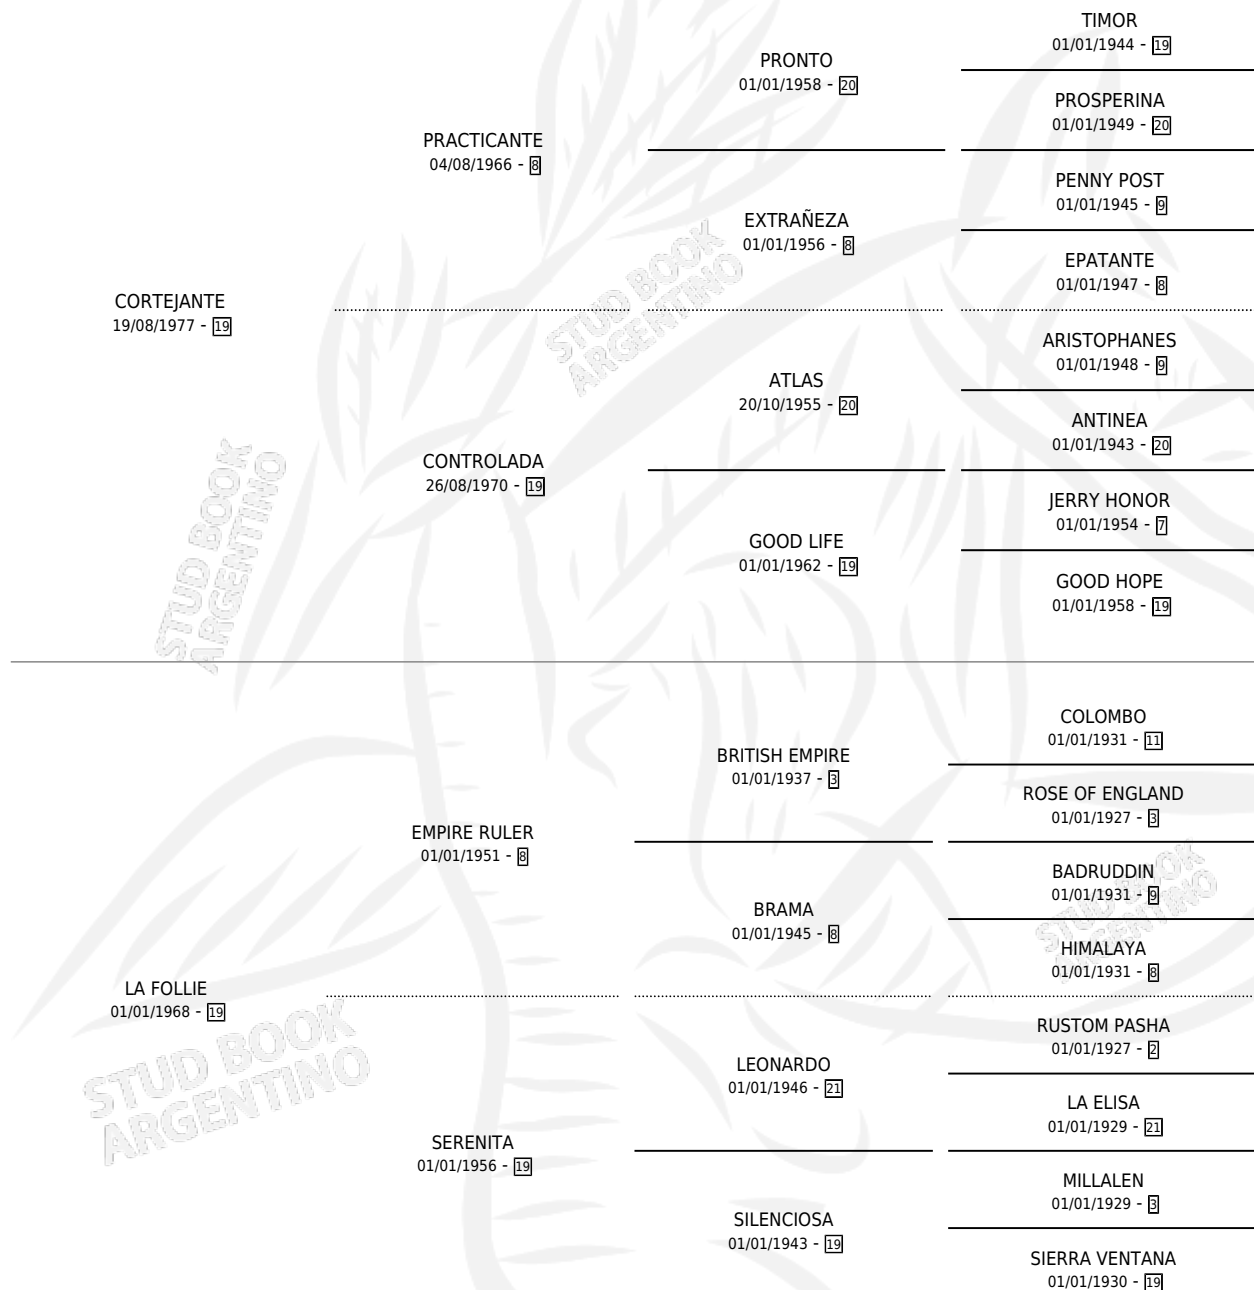 TIMOR
01/01/1944 - 19
PRONTO
01/01/1958 - 20
PROSPERINA
01/01/1949 - 20
PRACTICANTE
04/08/1966 - 8
PENNY POST
01/01/1945 - 9
EXTRAÑEZA
01/01/1956 - 8
EPATANTE
01/01/1947 - 8
CORTEJANTE
19/08/1977 - 19
STUD BOOK
ARGENTINO
ARISTOPHANES
01/01/1948 - 9
ATLAS
20/10/1955 - 20
ANTINEA
01/01/1943 - 20
CONTROLADA
26/08/1970 - 19
JERRY HONOR
01/01/1954 - 7
GOOD LIFE
01/01/1962 - 19
GOOD HOPE
01/01/1958 - 19
STUD BOOK
ARGENTINO
COLOMBO
01/01/1931 - 11
BRITISH EMPIRE
01/01/1937 - 3
ROSE OF ENGLAND
01/01/1927 - 3
EMPIRE RULER
01/01/1951 - 8
BADRUDDIN
01/01/1931 - 9
BRAMA
01/01/1945 - 8
STUD BOOK
ARGENTINO
HIMALAYA
01/01/1931 - 8
LA FOLLIE
01/01/1968 - 19
RUSTOM PASHA
01/01/1927 - 2
LEONARDO
01/01/1946 - 21
STUD BOOK
ARGENTINO
LA ELISA
01/01/1929 - 21
SERENITA
01/01/1956 - 19
MILLALEN
01/01/1929 - 3
SILENCIOSA
01/01/1943 - 19
SIERRA VENTANA
01/01/1930 - 19